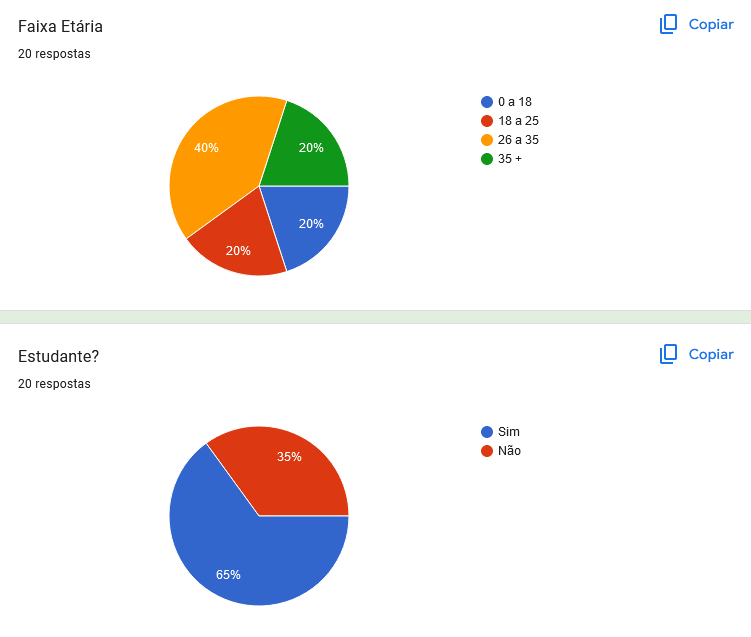 Faixa Etária
Copiar
20 respostas
0 a 18
18 a 25
26 a 35
35 +
40%
20%
20%
20%
Estudante?
Copiar
20 respostas
Sim
Não
35%
65%